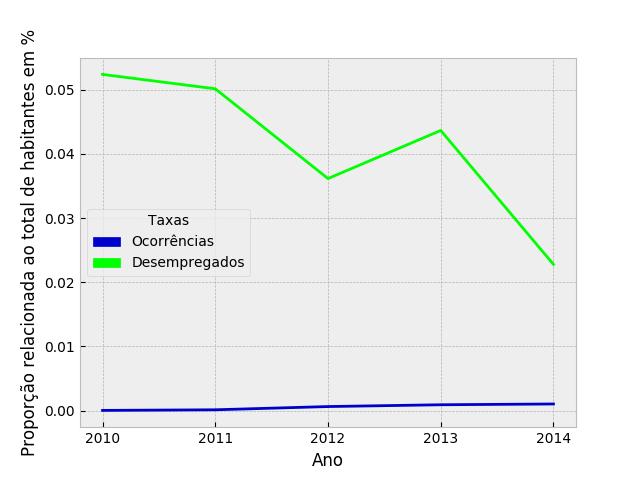 Proporção relacionada ao total de habitantes em %
0.05
0.04
0.03
0.02
0.01
0.00
Taxas
Ocorrências
Desempregados
2010 2011 2012 2013 2014
Ano